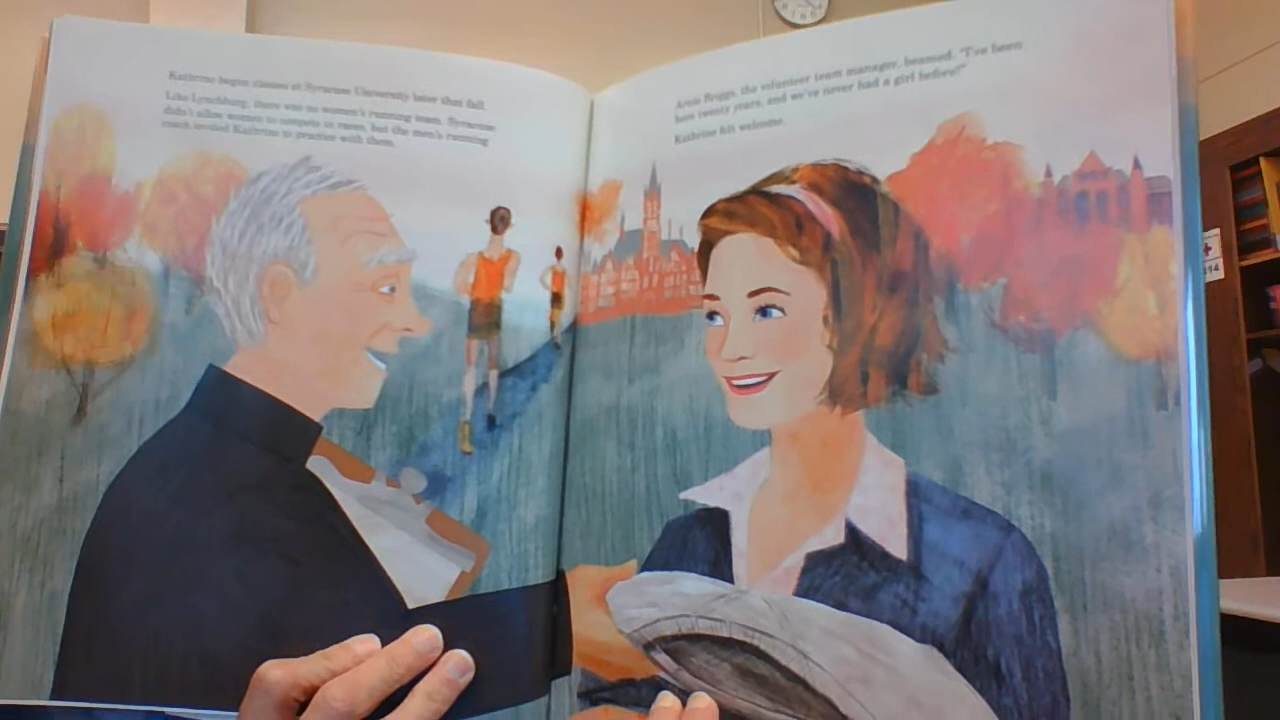 Kathrine began classes at Syracuse University later that fall.
Like Lynchburg, there was no women's running team. Syracuse
didn't allow women to compete in races, but the men's running
coach invited Kathrine to practice with them.
Arnie Briggs, the volunteer team manager, beamed. "I've been
here twenty years, and we've never had a girl before!"
Kathrine felt welcome.